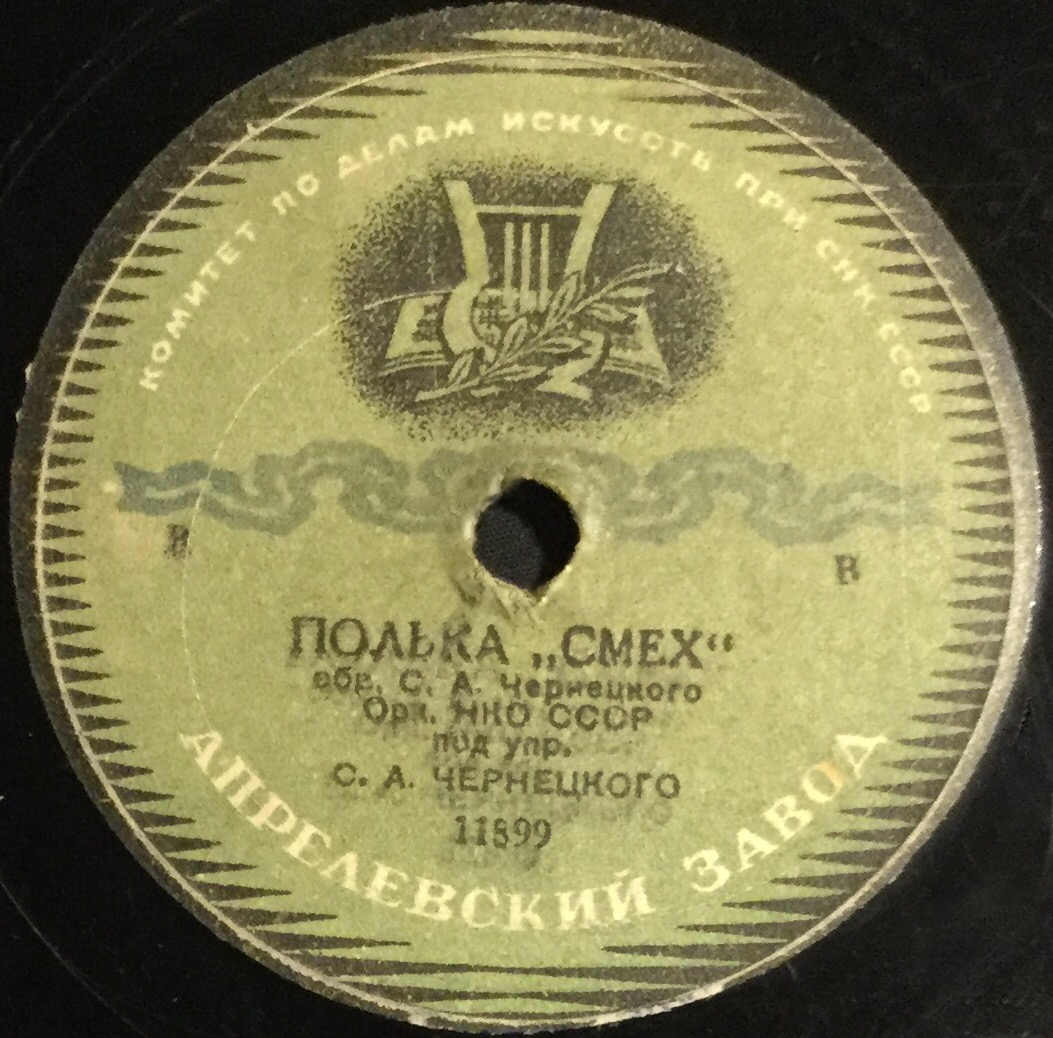 КОМИТЕТ ПО ДЕЛАМ ИСКУССТВ ПРИ СНК СССР
В В
ПОЛЬКА „СМЕХ“
обр. С. А. Чернецкого
Орк. НКО СССР
под упр.
С. А. ЧЕРНЕЦКОГО
11899
АПРЕЛЕВСКИЙ ЗАВОД